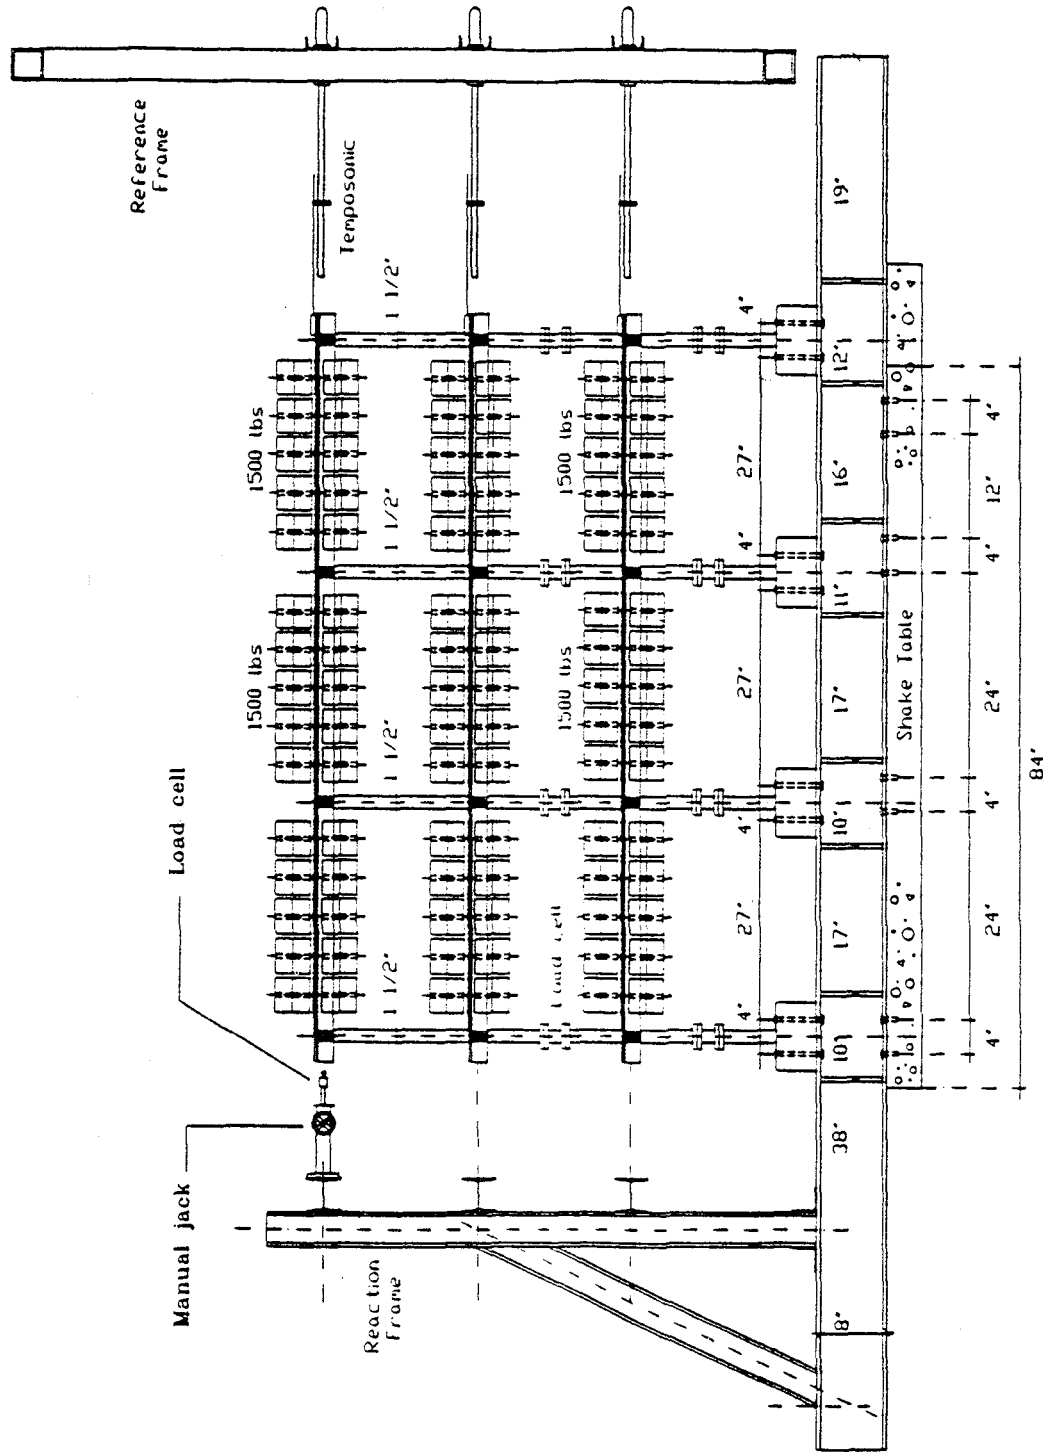 Reference
Frame
Temposonic
1 1/2"
1500 lbs
1500 lbs
1 1/2"
1500 lbs
1500 lbs
1 1/2"
Load cell
Load cell
1 1/2"
Manual jack
Reaction
Frame
4"
27"
4"
27"
4"
27"
4"
19"
12"
16"
11"
17"
10"
17"
10"
38"
8"
Shake Table
4"
12"
4"
24"
4"
24"
4"
84"